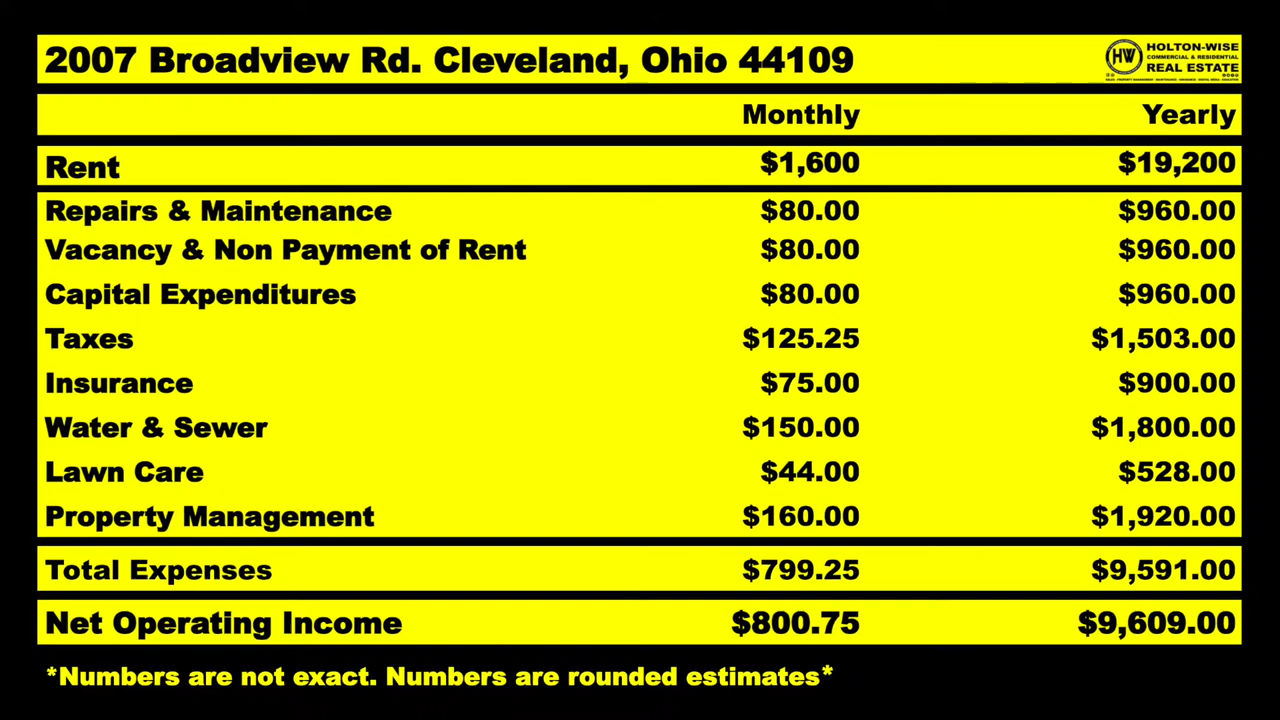 2007 Broadview Rd. Cleveland, Ohio 44109
HW
HOLTON-WISE
COMMERCIAL & RESIDENTIAL
REAL ESTATE
Monthly Yearly
Rent $1,600 $19,200
Repairs & Maintenance $80.00 $960.00
Vacancy & Non Payment of Rent $80.00 $960.00
Capital Expenditures $80.00 $960.00
Taxes $125.25 $1,503.00
Insurance $75.00 $900.00
Water & Sewer $150.00 $1,800.00
Lawn Care $44.00 $528.00
Property Management $160.00 $1,920.00
Total Expenses $799.25 $9,591.00
Net Operating Income $800.75 $9,609.00
*Numbers are not exact. Numbers are rounded estimates*